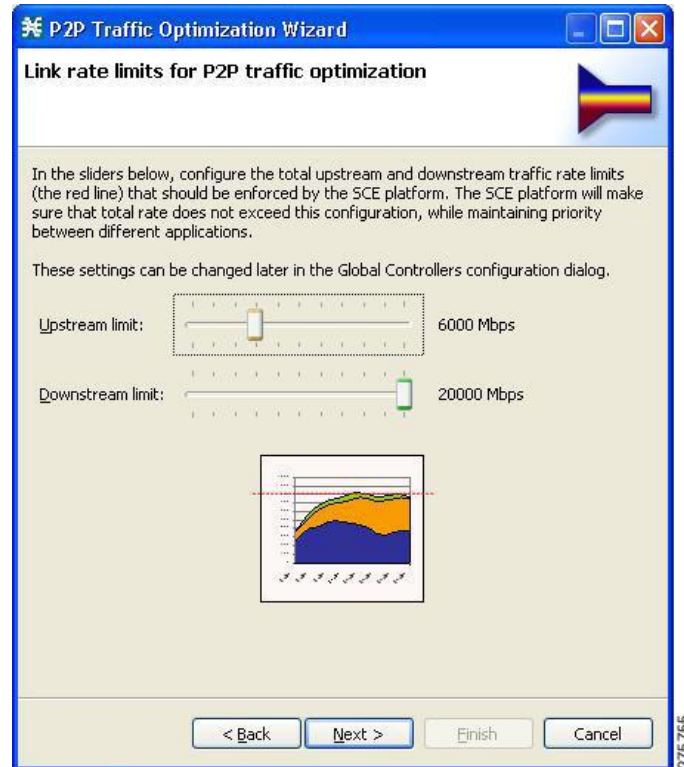 P2P Traffic Optimization Wizard
Link rate limits for P2P traffic optimization
In the sliders below, configure the total upstream and downstream traffic rate limits
(the red line) that should be enforced by the SCE platform. The SCE platform will make
sure that total rate does not exceed this configuration, while maintaining priority
between different applications.
These settings can be changed later in the Global Controllers configuration dialog.
Upstream limit: 6000 Mbps
Downstream limit: 20000 Mbps
< Back Next > Finish Cancel